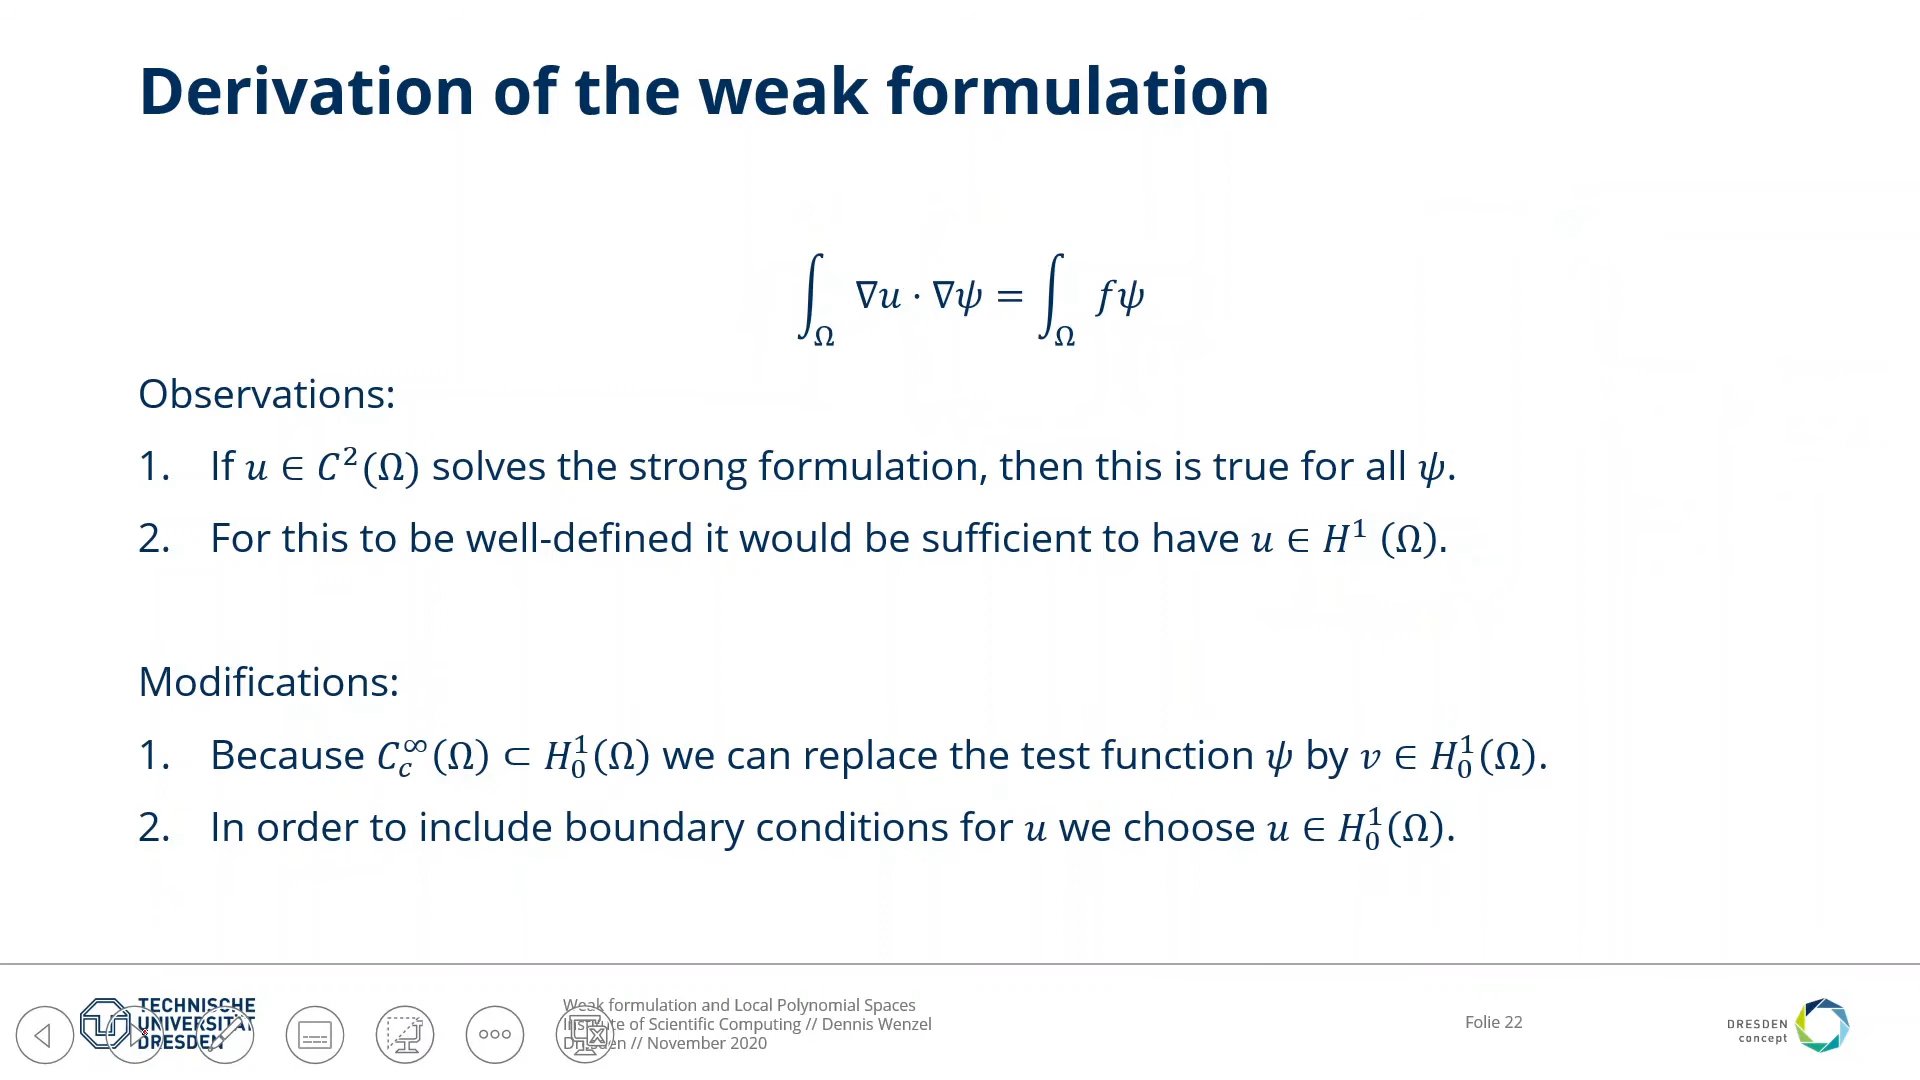 Derivation of the weak formulation
∫_Ω ∇u · ∇ψ = ∫_Ω fψ
Observations:
1. If u ∈ C²(Ω) solves the strong formulation, then this is true for all ψ.
2. For this to be well-defined it would be sufficient to have u ∈ H¹ (Ω).
Modifications:
1. Because C_c^∞(Ω) ⊂ H_0^1(Ω) we can replace the test function ψ by v ∈ H_0^1(Ω).
2. In order to include boundary conditions for u we choose u ∈ H_0^1(Ω).
TECHNISCHE
UNIVERSITÄT
DRESDEN
Weak formulation and Local Polynomial Spaces
Institute of Scientific Computing // Dennis Wenzel
Dresden // November 2020
Folie 22
DRESDEN
concept